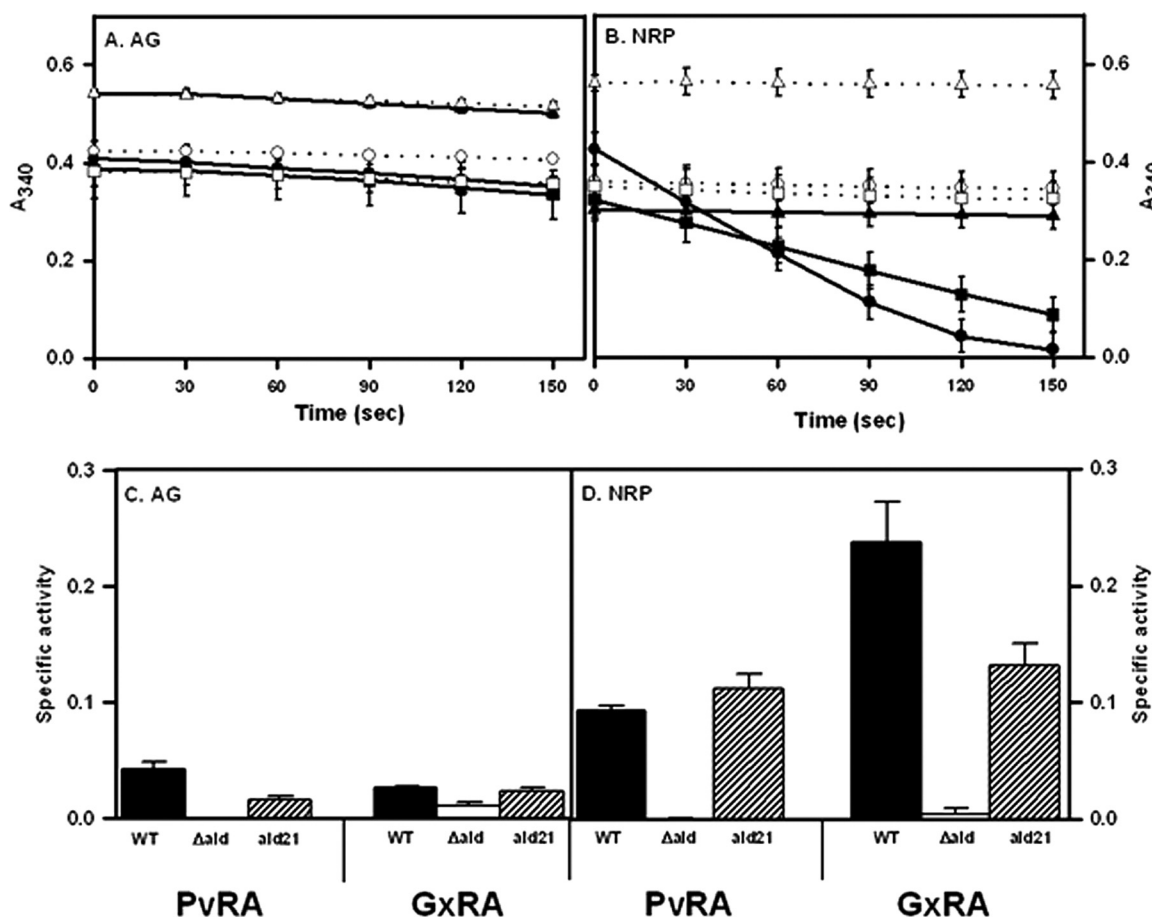 A. AG
B. NRP
0.6
0.4
0.2
0.0
A340
0.6
0.4
0.2
0.0
A340
0 30 60 90 120 150
Time (sec)
0 30 60 90 120 150
Time (sec)
C. AG
D. NRP
0.3
0.2
0.1
0.0
Specific activity
0.3
0.2
0.1
0.0
Specific activity
WT Δald ald21 WT Δald ald21 WT Δald ald21 WT Δald ald21
PvRA GxRA PvRA GxRA